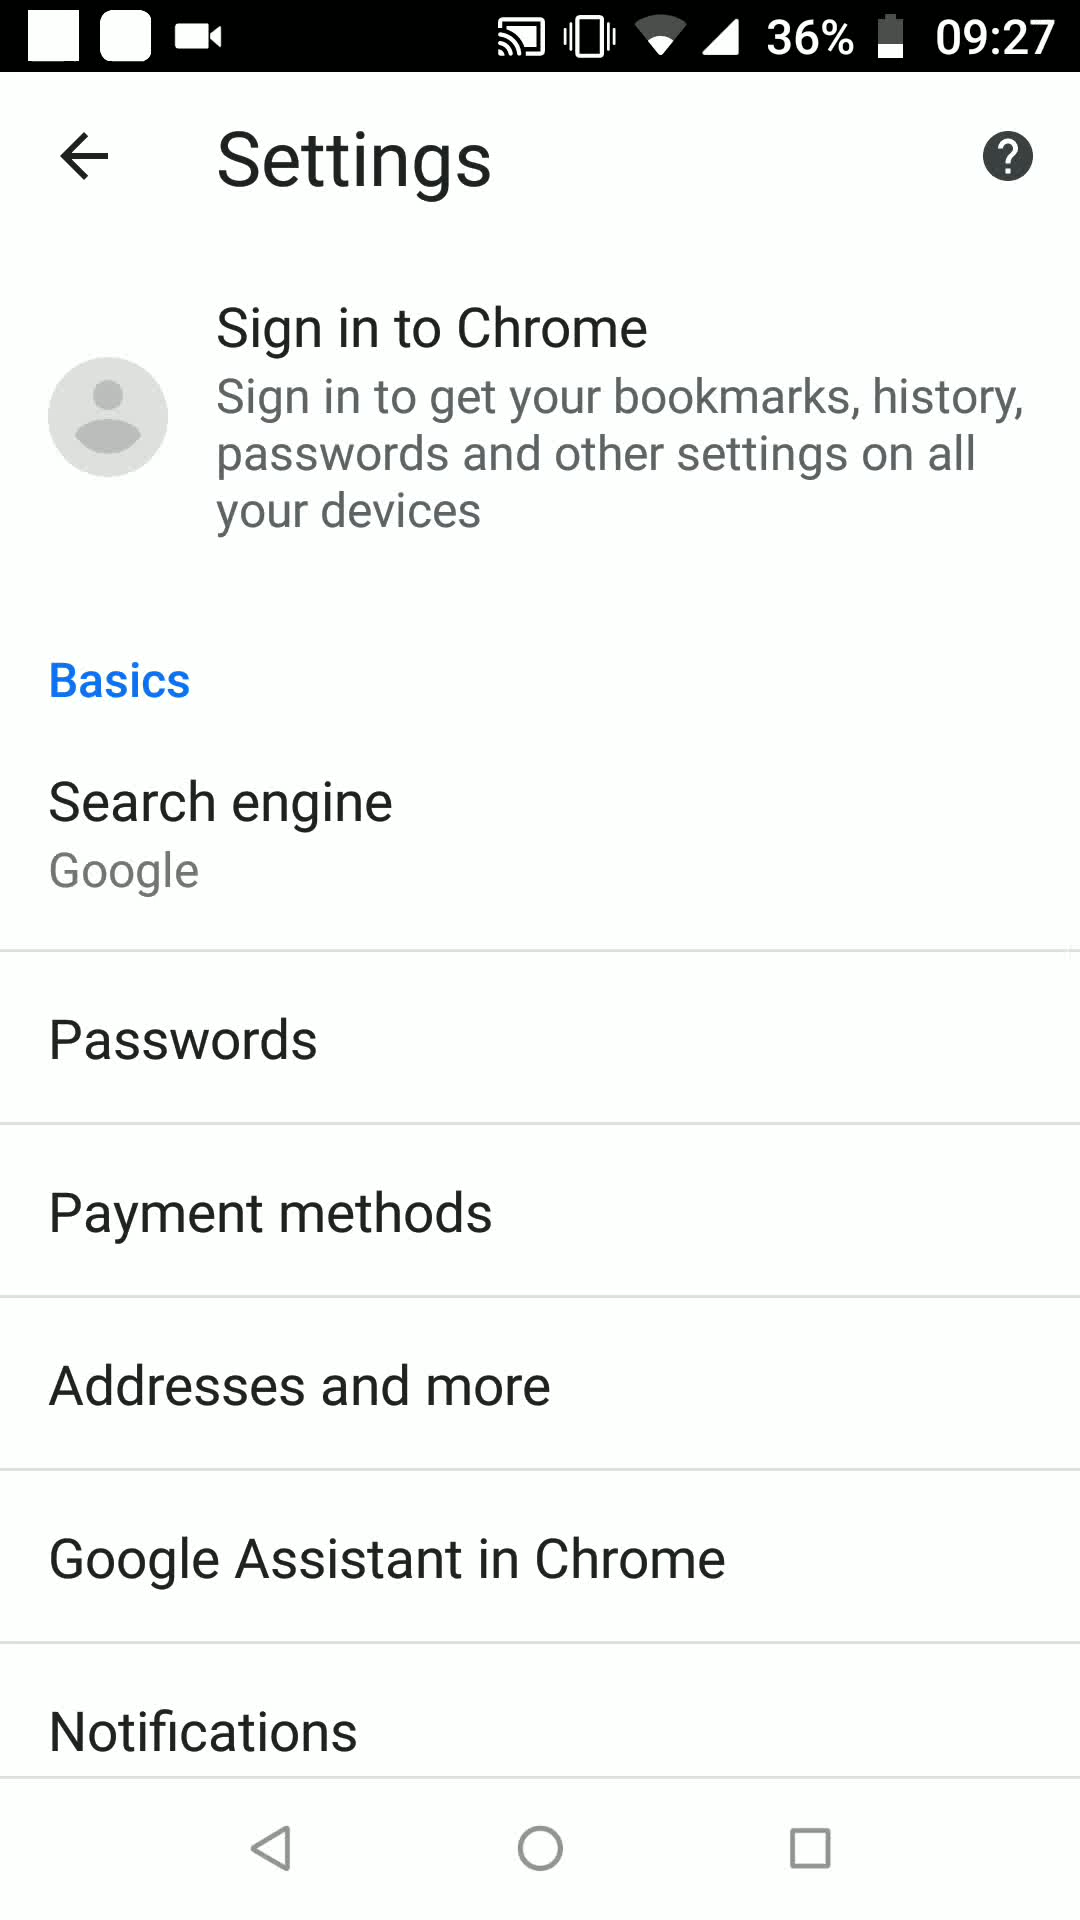 36% 09:27
Settings
Sign in to Chrome
Sign in to get your bookmarks, history,
passwords and other settings on all
your devices
Basics
Search engine
Google
Passwords
Payment methods
Addresses and more
Google Assistant in Chrome
Notifications